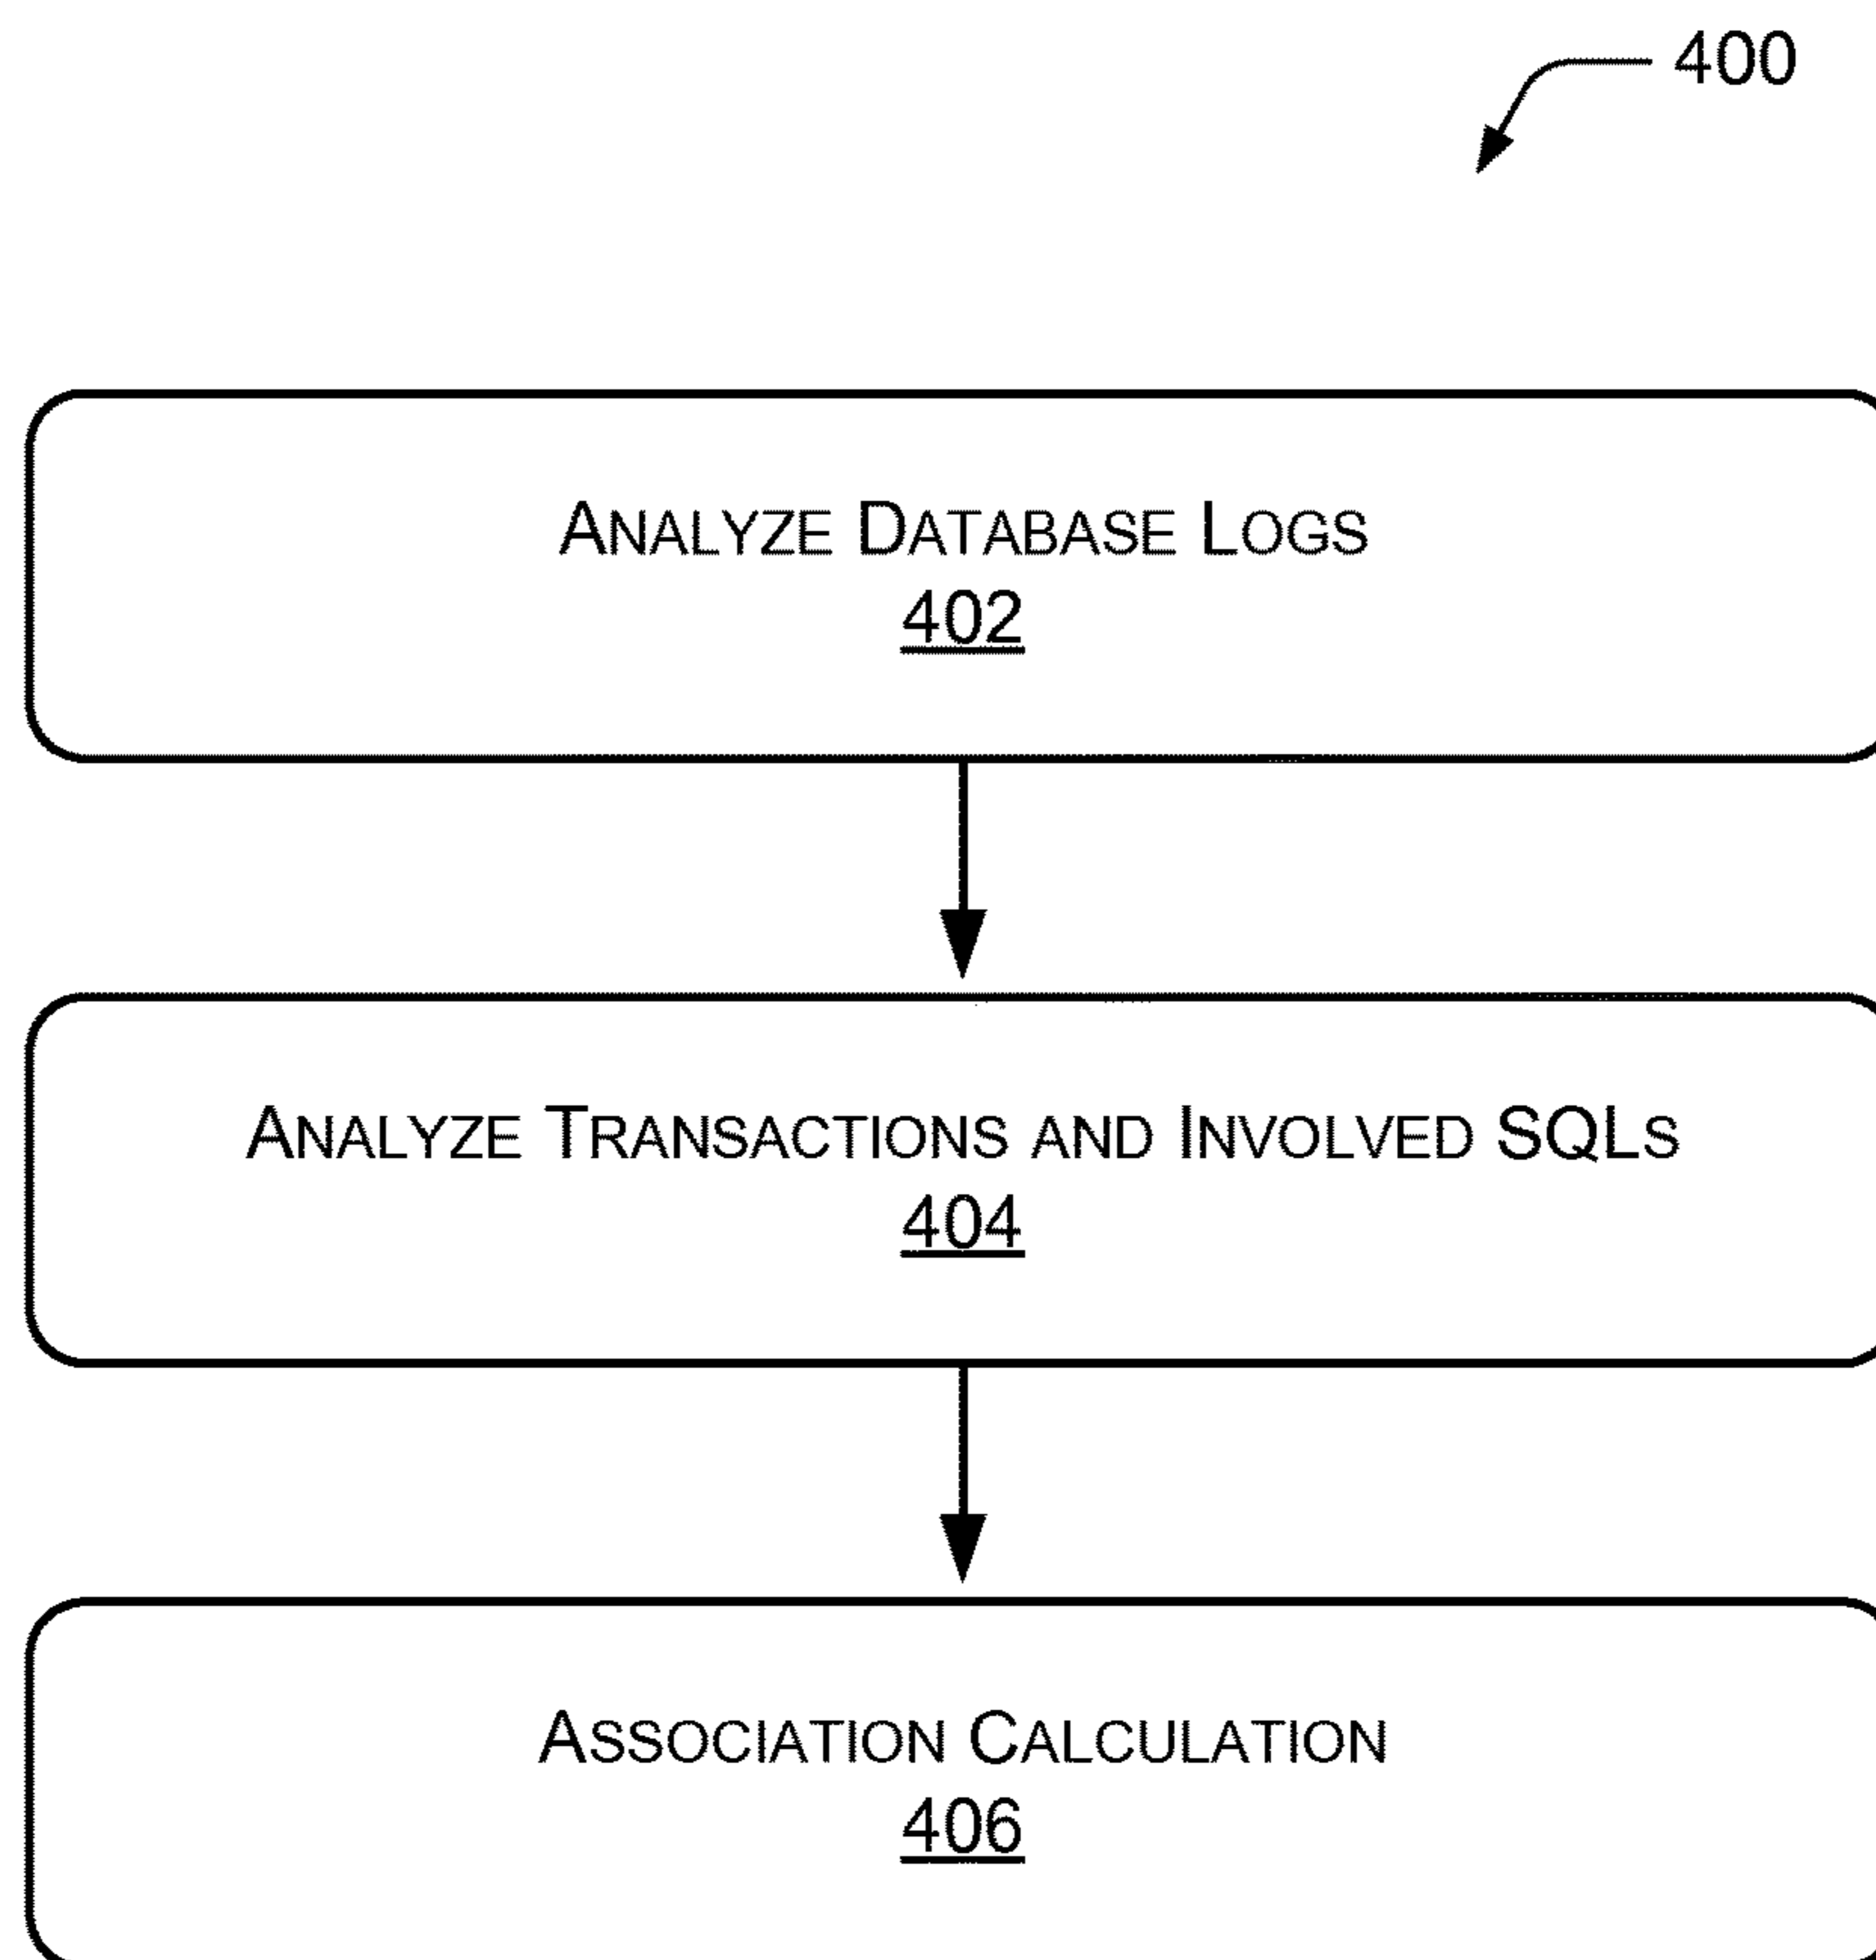 400
ANALYZE DATABASE LOGS
402
ANALYZE TRANSACTIONS AND INVOLVED SQLS
404
ASSOCIATION CALCULATION
406